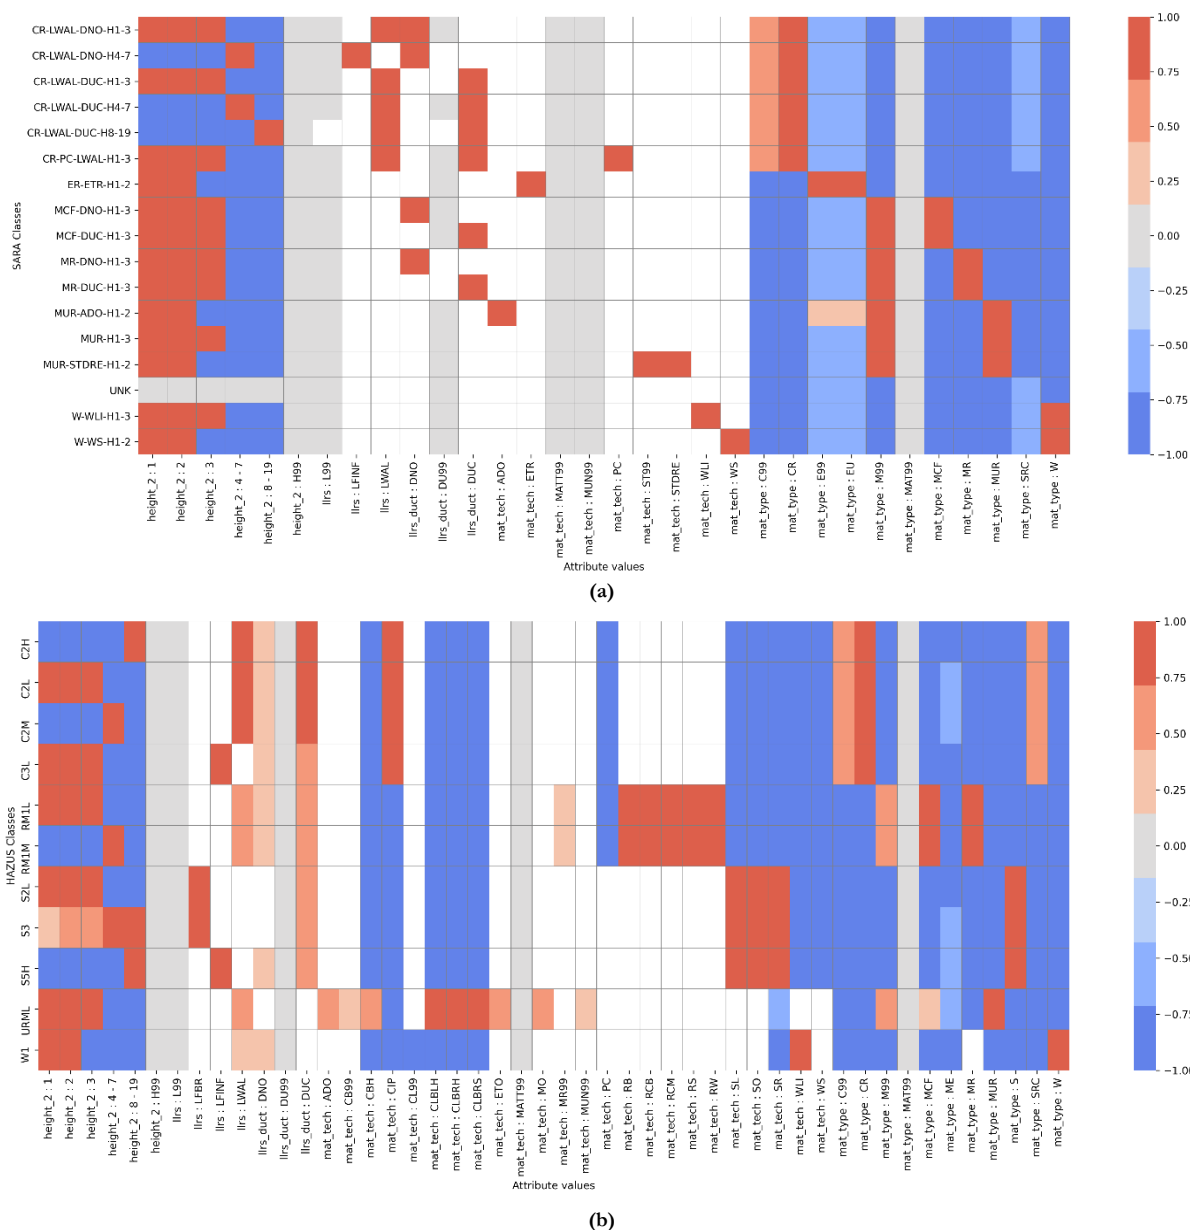 SARA Classes
CR-LWAL-DNO-H1-3
CR-LWAL-DNO-H4-7
CR-LWAL-DUC-H1-3
CR-LWAL-DUC-H4-7
CR-LWAL-DUC-H8-19
CR-PC-LWAL-H1-3
ER-ETR-H1-2
MCF-DNO-H1-3
MCF-DUC-H1-3
MR-DNO-H1-3
MR-DUC-H1-3
MUR-ADO-H1-2
MUR-H1-3
MUR-STDRE-H1-2
UNK
W-WLI-H1-3
W-WS-H1-2
height_2 : 1
height_2 : 2
height_2 : 3
height_2 : 4 - 7
height_2 : 8 - 19
height_2 : H99
llrs : L99
llrs : LFINF
llrs : LWAL
llrs_duct : DNO
llrs_duct : DU99
llrs_duct : DUC
mat_tech : ADO
mat_tech : ETR
mat_tech : MATT99
mat_tech : MUN99
mat_tech : PC
mat_tech : ST99
mat_tech : STDRE
mat_tech : WLI
mat_tech : WS
mat_type : C99
mat_type : CR
mat_type : E99
mat_type : EU
mat_type : M99
mat_type : MAT99
mat_type : MCF
mat_type : MR
mat_type : MUR
mat_type : SRC
mat_type : W
Attribute values
1.00
0.75
0.50
0.25
0.00
−0.25
−0.50
−0.75
−1.00
(a)
HAZUS Classes
C2H
C2L
C2M
C3L
RM1L
RM1M
S2L
S3
S5H
URML
W1
height_2 : 1
height_2 : 2
height_2 : 3
height_2 : 4 - 7
height_2 : 8 - 19
height_2 : H99
llrs : L99
llrs : LFBR
llrs : LFINF
llrs : LWAL
llrs_duct : DNO
llrs_duct : DU99
llrs_duct : DUC
mat_tech : ADO
mat_tech : CB99
mat_tech : CBH
mat_tech : CIP
mat_tech : CL99
mat_tech : CLBLH
mat_tech : CLBRH
mat_tech : CLBRS
mat_tech : ETO
mat_tech : MATT99
mat_tech : MO
mat_tech : MR99
mat_tech : MUN99
mat_tech : PC
mat_tech : RB
mat_tech : RCB
mat_tech : RCM
mat_tech : RS
mat_tech : RW
mat_tech : SL
mat_tech : SO
mat_tech : SR
mat_tech : WLI
mat_tech : WS
mat_type : C99
mat_type : CR
mat_type : M99
mat_type : MAT99
mat_type : MCF
mat_type : ME
mat_type : MR
mat_type : MUR
mat_type : S
mat_type : SRC
mat_type : W
Attribute values
1.00
0.75
0.50
0.25
0.00
−0.25
−0.50
−0.75
−1.00
(b)